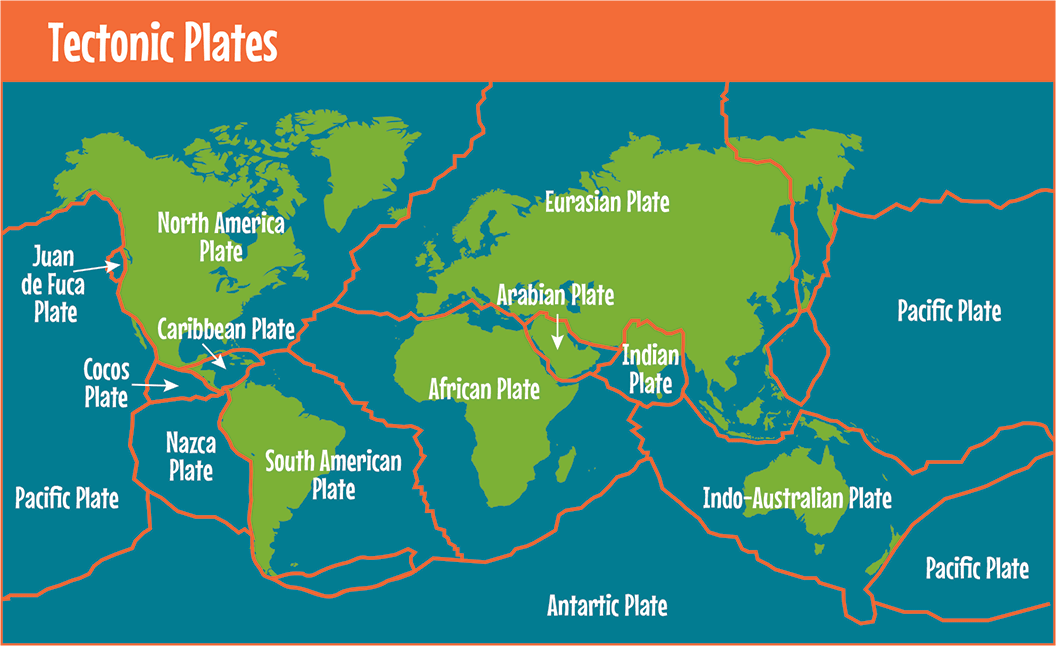 Tectonic Plates
North America
Plate
Eurasian Plate
Juan
de Fuca
Plate
Arabian Plate
Pacific Plate
Caribbean Plate
Indian
Plate
Cocos
Plate
African Plate
Nazca
Plate
South American
Plate
Pacific Plate
Indo-Australian Plate
Pacific Plate
Antartic Plate